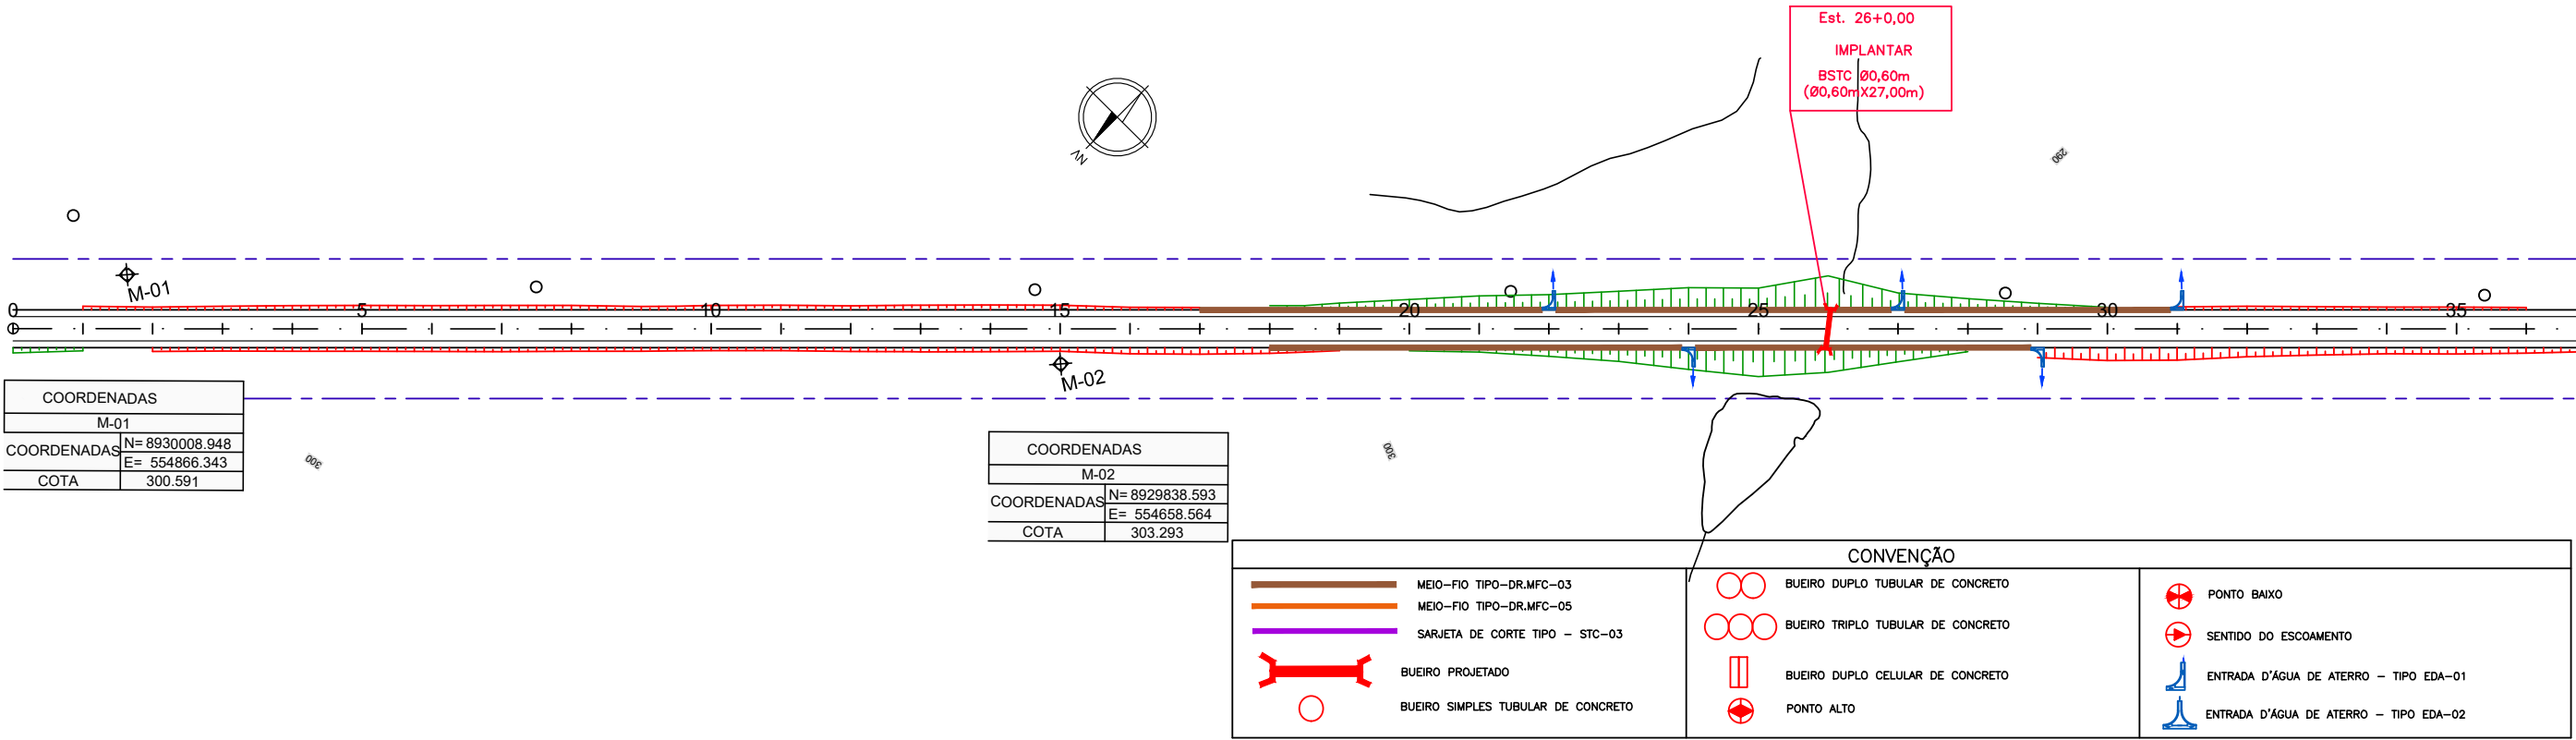 Est. 26+0,00
IMPLANTAR
BSTC Ø0,60m
(Ø0,60mX27,00m)
NV
290
M-01
0
5
10
15
20
25
30
35
M-02
COORDENADAS
M-01
COORDENADAS
N= 8930008.948
E= 554866.343
COTA 300.591
300
COORDENADAS
M-02
COORDENADAS
N= 8929838.593
E= 554658.564
COTA 303.293
300
CONVENÇÃO
MEIO-FIO TIPO-DR.MFC-03
MEIO-FIO TIPO-DR.MFC-05
SARJETA DE CORTE TIPO - STC-03
BUEIRO PROJETADO
BUEIRO SIMPLES TUBULAR DE CONCRETO
BUEIRO DUPLO TUBULAR DE CONCRETO
BUEIRO TRIPLO TUBULAR DE CONCRETO
BUEIRO DUPLO CELULAR DE CONCRETO
PONTO ALTO
PONTO BAIXO
SENTIDO DO ESCOAMENTO
ENTRADA D'ÁGUA DE ATERRO - TIPO EDA-01
ENTRADA D'ÁGUA DE ATERRO - TIPO EDA-02